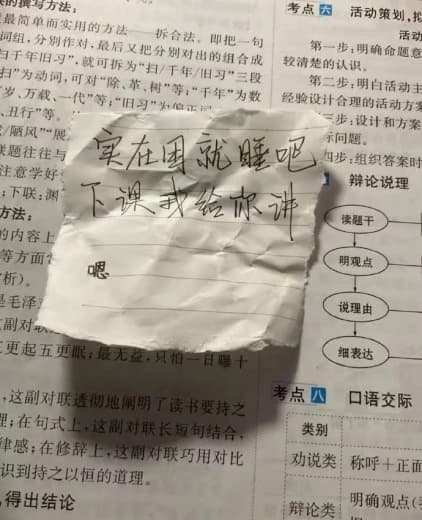 的撰写方法:
最简单而实用的方法——拆合法。即把一句
词组,分别作对,最后又把别对出的组合成
扫千年旧习",就可拆为"扫/千年/旧习"三段
扫"为动词,可对"除、革、树"等;"千年"为数
岁、万载、一代"等;"旧习"为偏正词
、丑行"等。
/陋风""展
联题往往与
注意学好
;下联:渊
方法:
的内容上
等方面
析)。
是毛泽
这副对联
更起五更眠;最无益,只怕一日曝十
,这副对联透彻地阐明了读书要持之
理;在句式上,这副对联长短句结合,
律感;在修辞上,这副对联巧用对比
识到持之以恒的道理。
,得出结论
实在困就睡吧
下课我给你讲
嗯
考点六 活动策划,拟
活动
第一步:明确命题意
较清楚的认识。
第二步:明白活动主
经验设计合理的活动方案
步:设计和方案
际问题。
四步:组织答案时
辩论说理
读题干
明观点
说理由
细表达
考点八 口语交际
类别
劝说类 称呼+正面
辩论类 明确观点